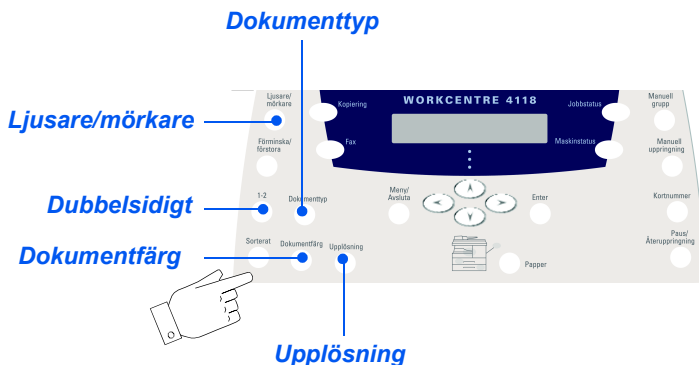 Dokumenttyp
Ljusare/
mörkare
Kopiering
WORKCENTRE 4118
Jobbstatus
Manuell
grupp
Ljusare/mörkare
Förminska/
förstora
Fax
Maskinstatus
Manuell
uppringning
Dubbelsidigt
1-2
Dokumenttyp
Meny/
Avsluta
Enter
Kortnummer
Dokumentfärg
Sorterat
Dokumentfärg
Upplösning
Papper
Paus/
Återuppringning
Upplösning